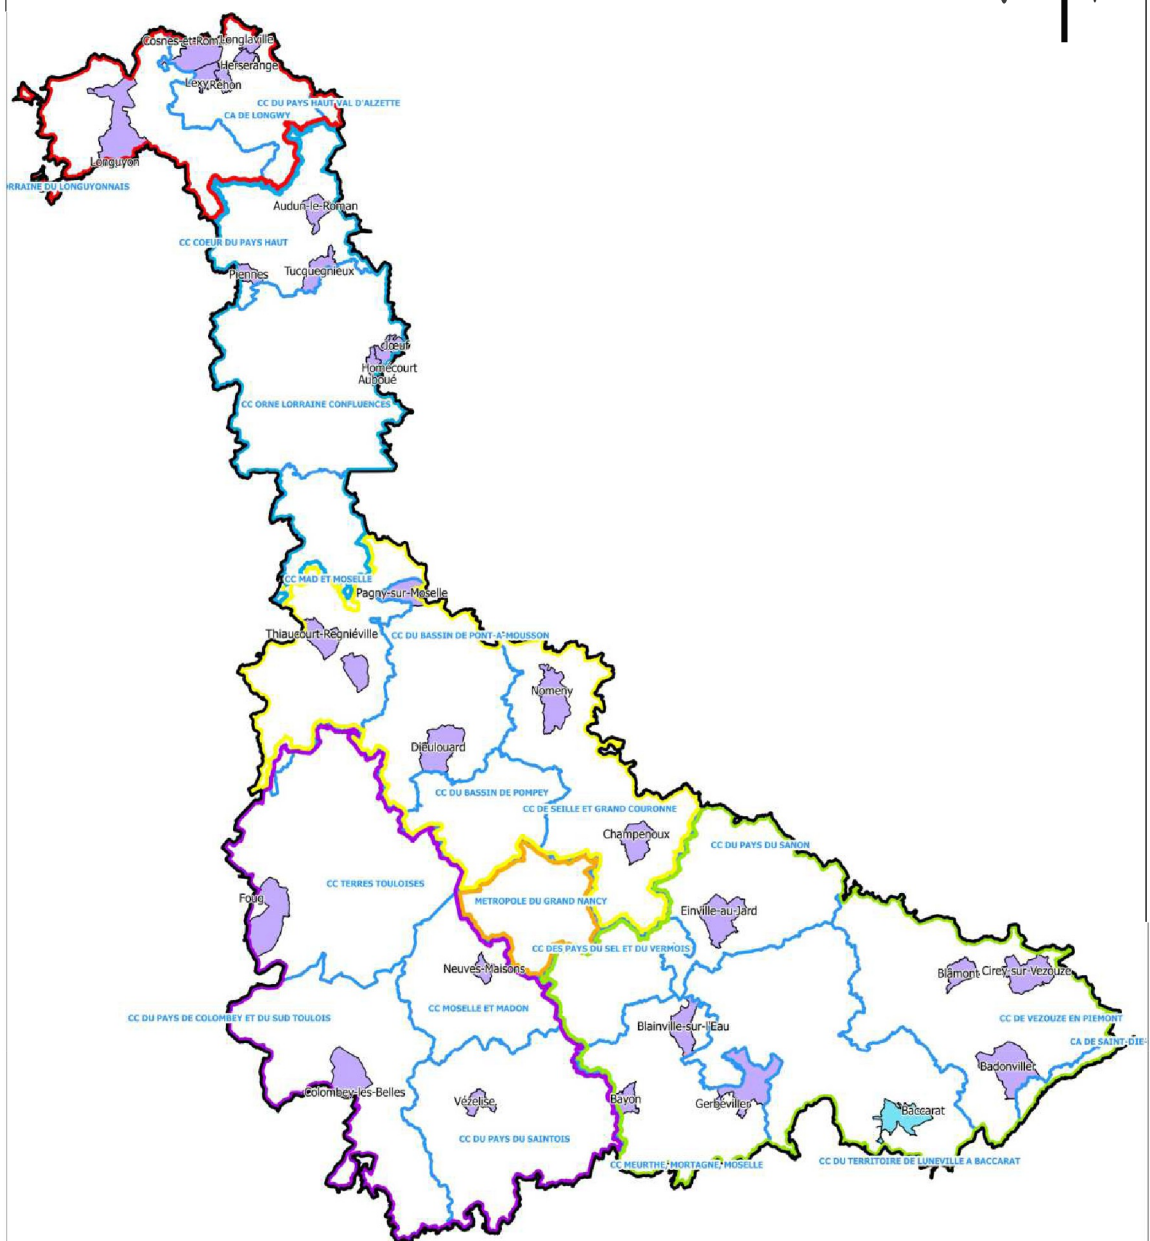 Cosnes-et-Rom
Longlaville
Herserange
Lexy
Réhon
CC DU PAYS HAUT VAL D'ALZETTE
CA DE LONGWY
Longuyon
ORRAINE DU LONGUYONNAIS
Audun-le-Roman
CC COEUR DU PAYS HAUT
Piennes
Tucquegnieux
Jœuf
Homécourt
Auboué
CC ORNE LORRAINE CONFLUENCES
CC MAD ET MOSELLE
Pagny-sur-Moselle
Thiaucourt-Regniéville
CC DU BASSIN DE PONT-A-MOUSSON
Nomeny
Dieulouard
CC DU BASSIN DE POMPEY
CC DE SEILLE ET GRAND COURONNE
Champenoux
CC DU PAYS DU SANON
CC TERRES TOULOISES
Foug
METROPOLE DU GRAND NANCY
Einville-au-Jard
CC DES PAYS DU SEL ET DU VERMOIS
Neuves-Maisons
Blâmont
Cirey-sur-Vezouze
CC MOSELLE ET MADON
CC DU PAYS DE COLOMBEY ET DU SUD TOULOIS
Blainville-sur-l'Eau
CC DE VEZOUZE EN PIEMONT
CA DE SAINT-DIE-
Badonviller
Colombey-les-Belles
Vézelise
Bayon
Gerbéviller
Baccarat
CC DU PAYS DU SAINTOIS
CC MEURTHE, MORTAGNE, MOSELLE
CC DU TERRITOIRE DE LUNEVILLE A BACCARAT